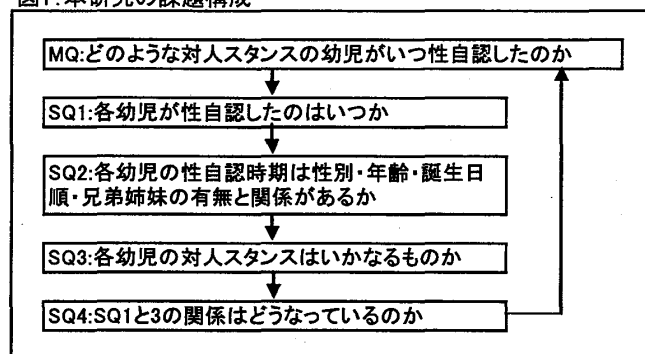 図1:本研究の課題構成
MQ:どのような対人スタンスの幼児がいつ性自認したのか
SQ1:各幼児が性自認したのはいつか
SQ2:各幼児の性自認時期は性別・年齢・誕生日
順・兄弟姉妹の有無と関係があるか
SQ3:各幼児の対人スタンスはいかなるものか
SQ4:SQ1と3の関係はどうなっているのか